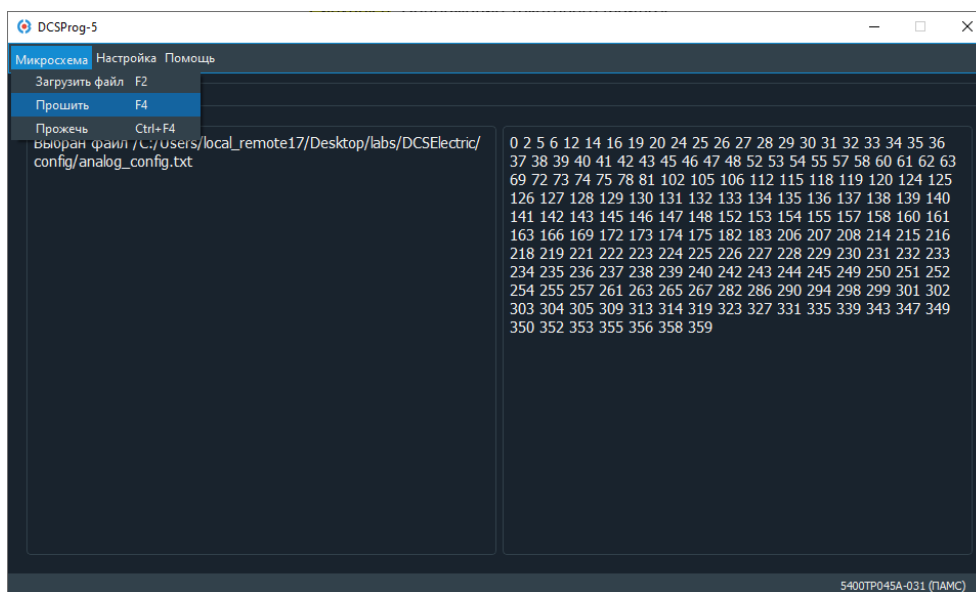 DCSProg-5
Микросхема Настройка Помощь
Загрузить файл F2
Прошить F4
Прожечь Ctrl+F4
Выбран файл /C:/Users/local_remote17/Desktop/labs/DCSElectric/
config/analog_config.txt
0 2 5 6 12 14 16 19 20 24 25 26 27 28 29 30 31 32 33 34 35 36
37 38 39 40 41 42 43 45 46 47 48 52 53 54 55 57 58 60 61 62 63
69 72 73 74 75 78 81 102 105 106 112 115 118 119 120 124 125
126 127 128 129 130 131 132 133 134 135 136 137 138 139 140
141 142 143 145 146 147 148 152 153 154 155 157 158 160 161
163 166 169 172 173 174 175 182 183 206 207 208 214 215 216
218 219 221 222 223 224 225 226 227 228 229 230 231 232 233
234 235 236 237 238 239 240 242 243 244 245 249 250 251 252
254 255 257 261 263 265 267 282 286 290 294 298 299 301 302
303 304 305 309 313 314 319 323 327 331 335 339 343 347 349
350 352 353 355 356 358 359
5400ТР045А-031 (ПАМС)